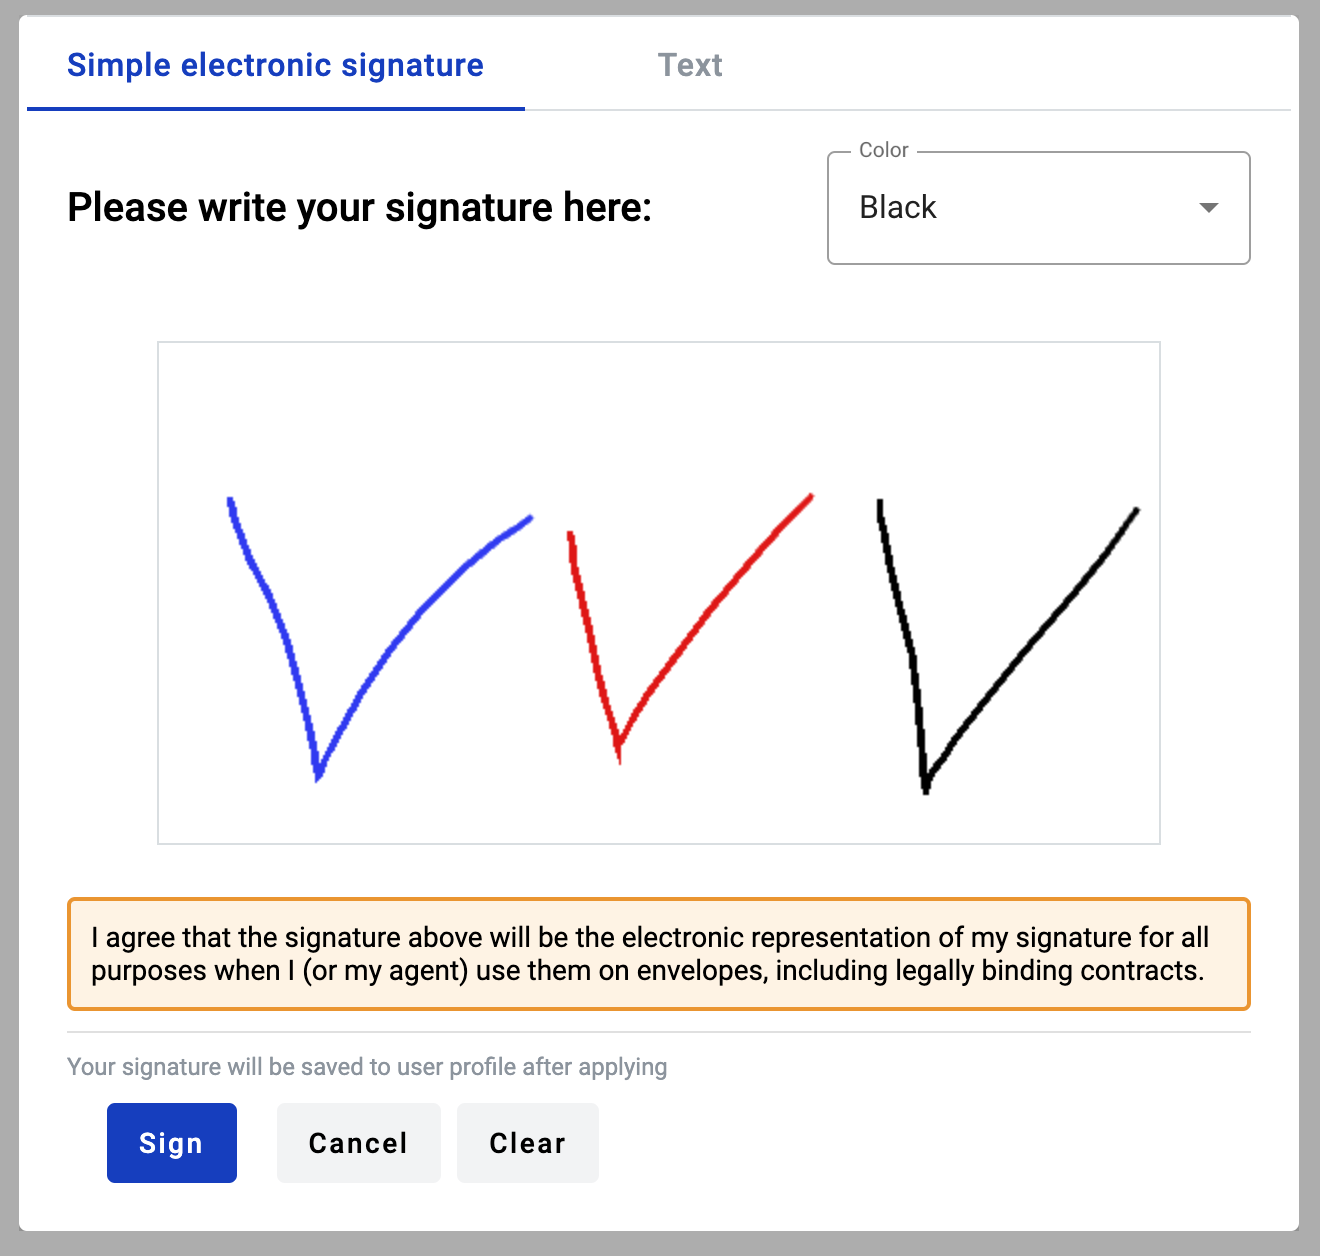 Simple electronic signature Text
Color
Please write your signature here: Black
I agree that the signature above will be the electronic representation of my signature for all
purposes when I (or my agent) use them on envelopes, including legally binding contracts.
Your signature will be saved to user profile after applying
Sign Cancel Clear